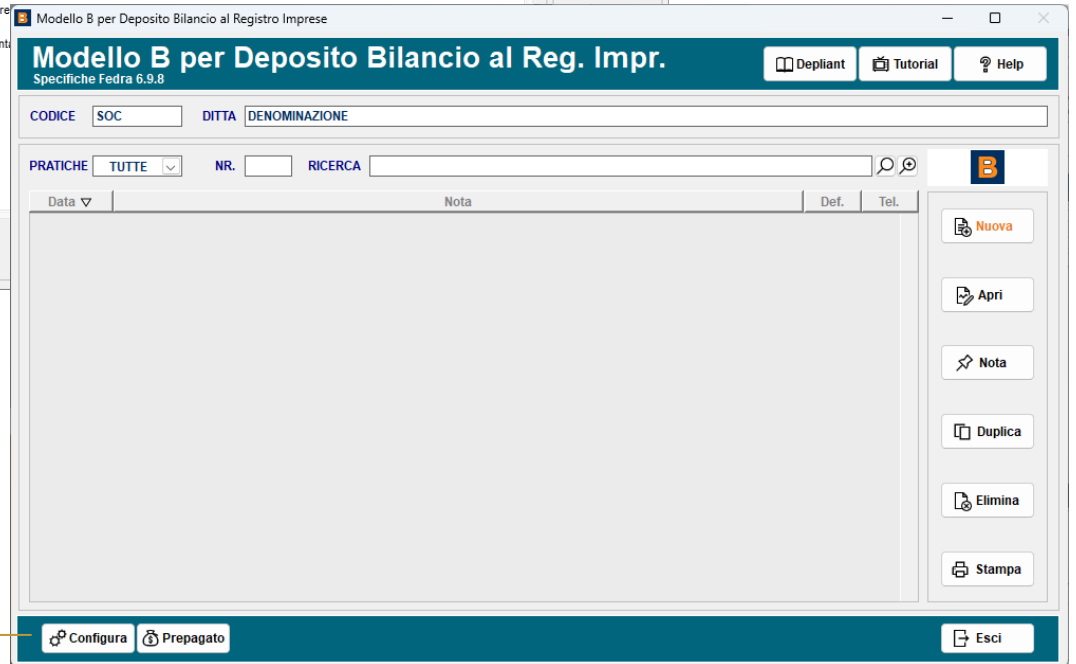 Modello B per Deposito Bilancio al Registro Imprese
Modello B per Deposito Bilancio al Reg. Impr.
Specifiche Fedra 6.9.8
Depliant
Tutorial
Help
CODICE SOC DITTA DENOMINAZIONE
PRATICHE TUTTE NR. RICERCA
B
Data Nota Def. Tel.
Nuova
Apri
Nota
Duplica
Elimina
Stampa
Configura
Prepagato
Esci